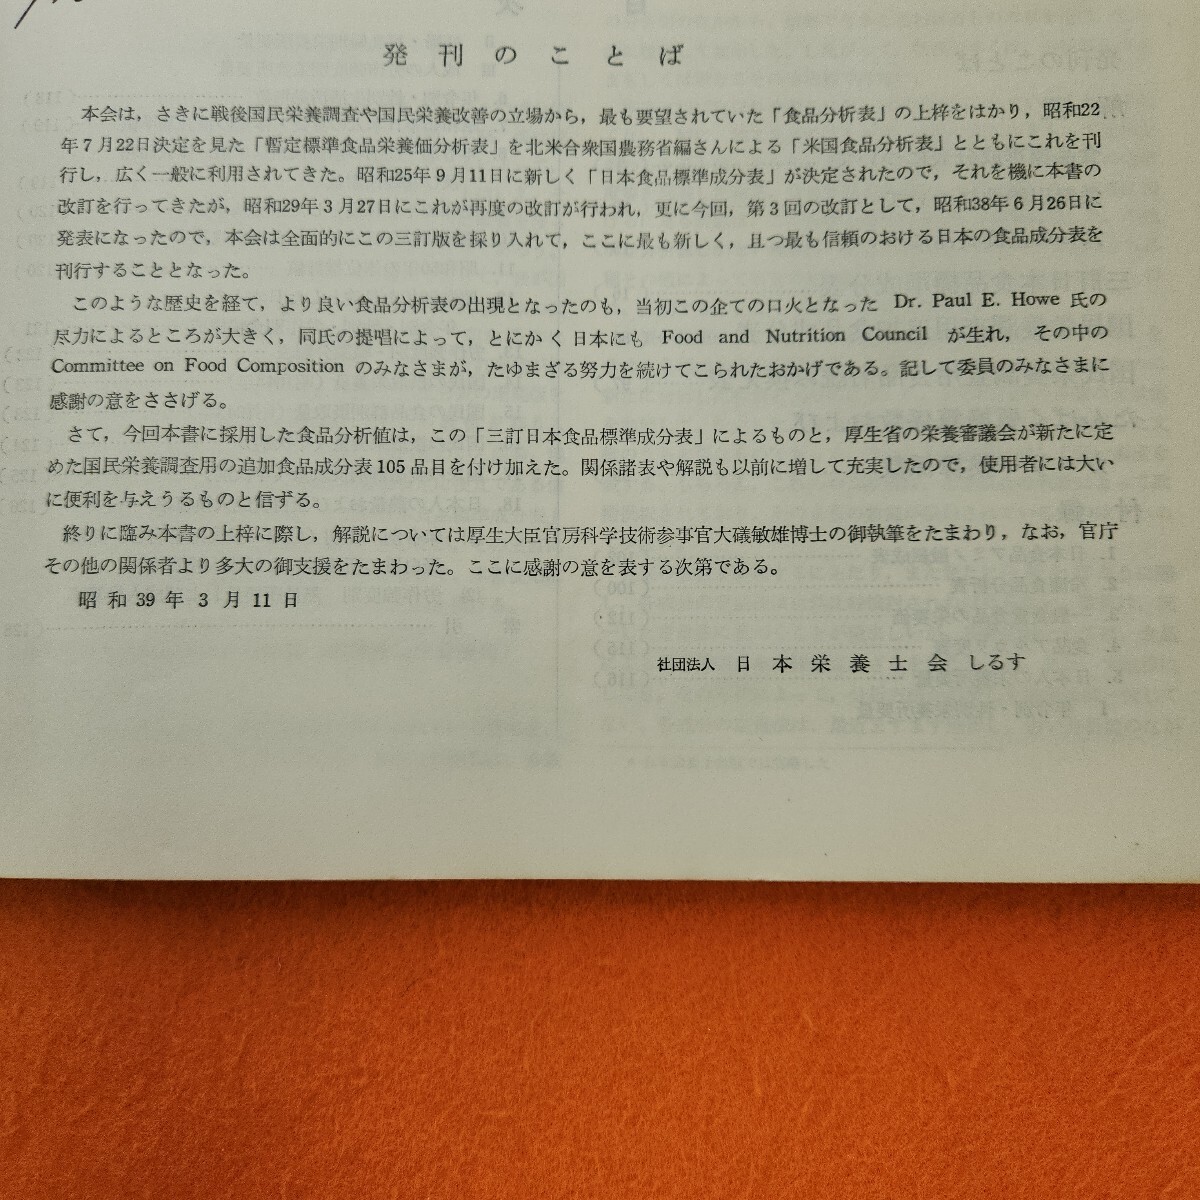 発刊のことば
本会は，さきに戦後国民栄養調査や国民栄養改善の立場から，最も要望されていた「食品分析表」の上梓をはかり，昭和22
年7月22日決定を見た「暫定標準食品栄養価分析表」を北米合衆国農務省編さんによる「米国食品分析表」とともにこれを刊
行し，広く一般に利用されてきた。昭和25年9月11日に新しく「日本食品標準成分表」が決定されたので，それを機に本書の
改訂を行ってきたが，昭和29年3月27日にこれが再度の改訂が行われ，更に今回，第3回の改訂として，昭和38年6月26日に
発表になったので，本会は全面的にこの三訂版を採り入れて，ここに最も新しく，且つ最も信頼のおける日本の食品成分表を
刊行することとなった。
このような歴史を経て，より良い食品分析表の出現となったのも，当初この企ての口火となった Dr. Paul E. Howe 氏の
尽力によるところが大きく，同氏の提唱によって，とにかく日本にも Food and Nutrition Council が生れ，その中の
Committee on Food Composition のみなさまが，たゆまざる努力を続けてこられたおかげである。記して委員のみなさまに
感謝の意をささげる。
さて，今回本書に採用した食品分析値は，この「三訂日本食品標準成分表」によるものと，厚生省の栄養審議会が新たに定
めた国民栄養調査用の追加食品成分表105品目を付け加えた。関係諸表や解説も以前に増して充実したので，使用者には大い
に便利を与えうるものと信ずる。
終りに臨み本書の上梓に際し，解説については厚生大臣官房科学技術参事官大礒敏雄博士の御執筆をたまわり，なお，官庁
その他の関係者より多大の御支援をたまわった。ここに感謝の意を表する次第である。
昭和39年3月11日
社団法人 日本栄養士会 しるす